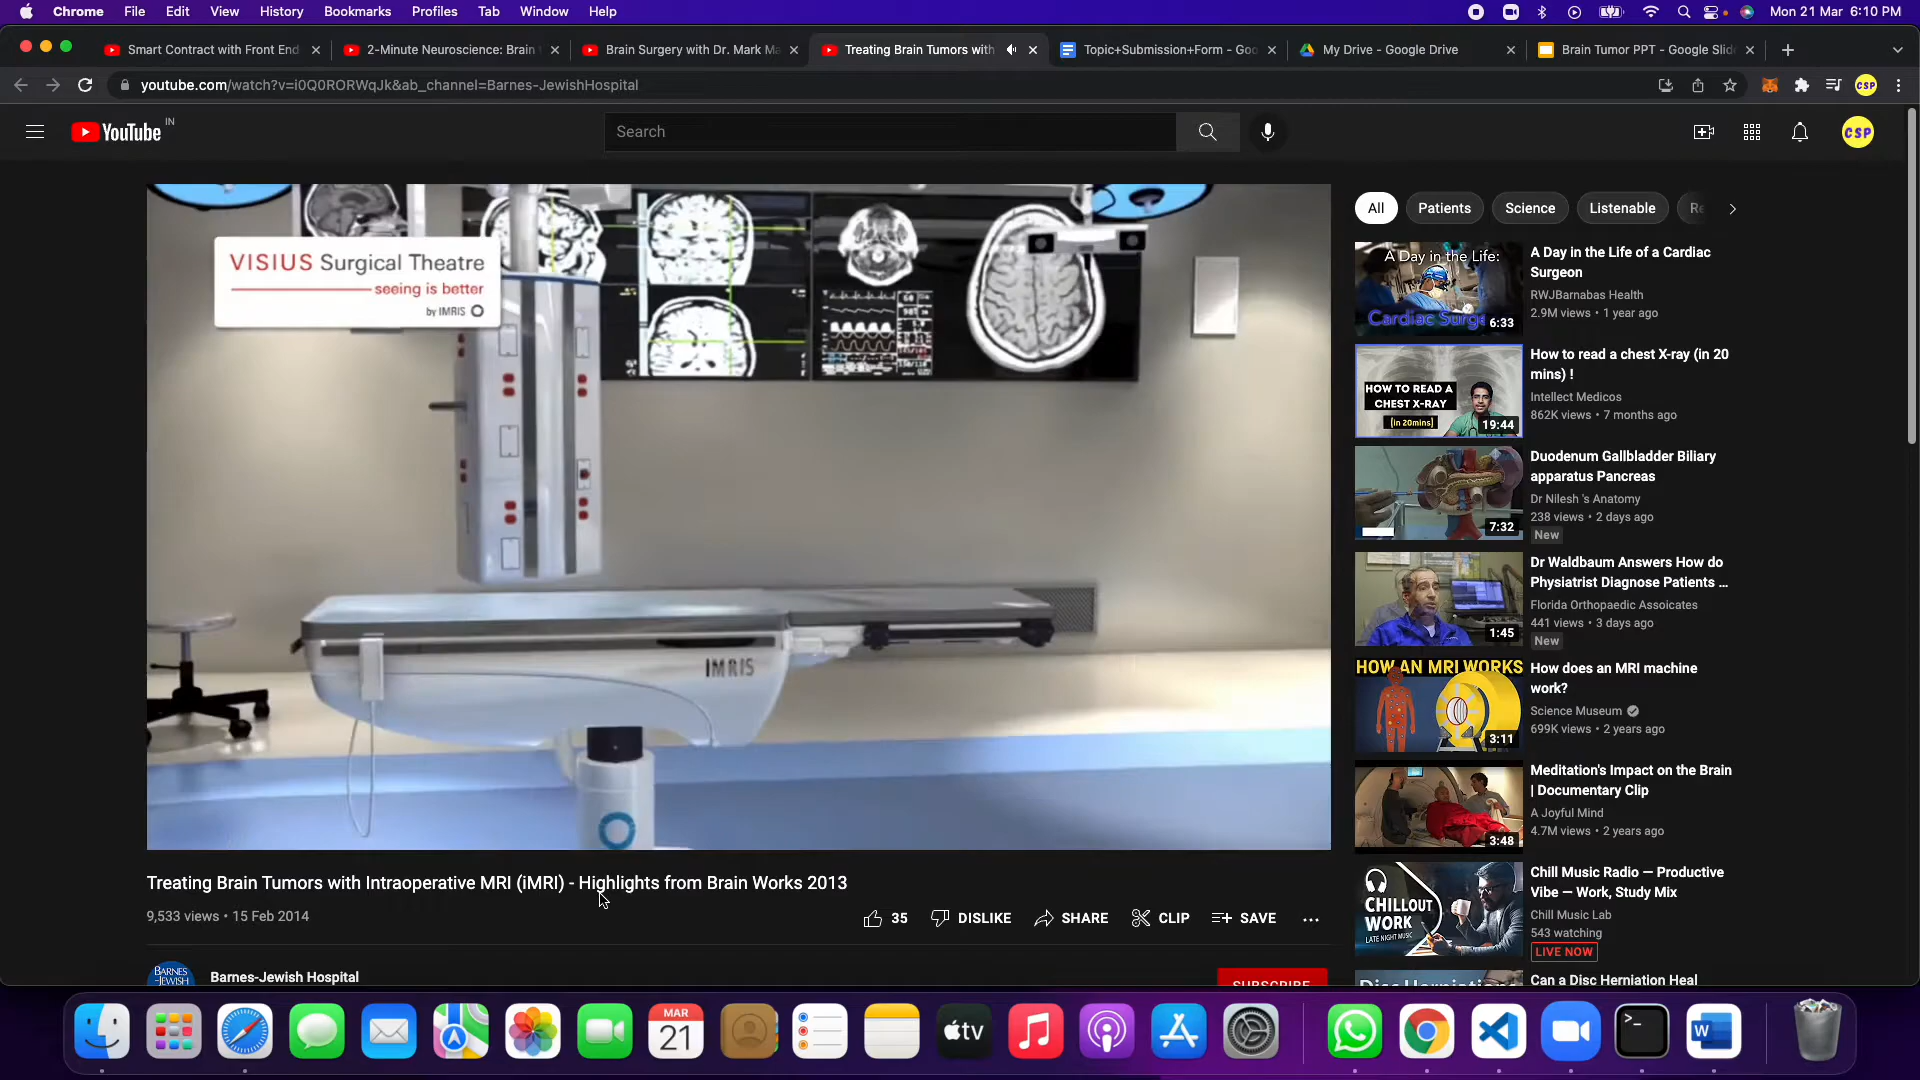 Chrome File Edit View History Bookmarks Profiles Tab Window Help Mon 21 Mar 6:10 PM
Smart Contract with Front End 2-Minute Neuroscience: Brain Brain Surgery with Dr. Mark Ma Treating Brain Tumors with Topic+Submission+Form - Goo My Drive - Google Drive Brain Tumor PPT - Google Slide
youtube.com/watch?v=i0Q0RORWqJk&ab_channel=Barnes-JewishHospital CSP
YouTube IN
Search
CSP
VISIUS Surgical Theatre
seeing is better
by IMRIS
IMRIS
Treating Brain Tumors with Intraoperative MRI (iMRI) - Highlights from Brain Works 2013
9,533 views • 15 Feb 2014
35 DISLIKE SHARE CLIP SAVE
BARNES JEWISH
Barnes-Jewish Hospital
SUBSCRIBE
All Patients Science Listenable Re
A Day in the Life:
Cardiac Surge
6:33
A Day in the Life of a Cardiac
Surgeon
RWJBarnabas Health
2.9M views • 1 year ago
HOW TO READ A
CHEST X-RAY
(in 20mins)
19:44
How to read a chest X-ray (in 20
mins) !
Intellect Medicos
862K views • 7 months ago
7:32
Duodenum Gallbladder Biliary
apparatus Pancreas
Dr Nilesh 's Anatomy
238 views • 2 days ago
New
1:45
Dr Waldbaum Answers How do
Physiatrist Diagnose Patients ...
Florida Orthopaedic Assoicates
441 views • 3 days ago
New
HOW AN MRI WORKS
3:11
How does an MRI machine
work?
Science Museum
699K views • 2 years ago
3:48
Meditation's Impact on the Brain
| Documentary Clip
A Joyful Mind
4.7M views • 2 years ago
CHILLOUT
WORK
LATE NIGHT MUSIC
Chill Music Radio — Productive
Vibe — Work, Study Mix
Chill Music Lab
543 watching
LIVE NOW
Can a Disc Herniation Heal
MAR
21
tv
W